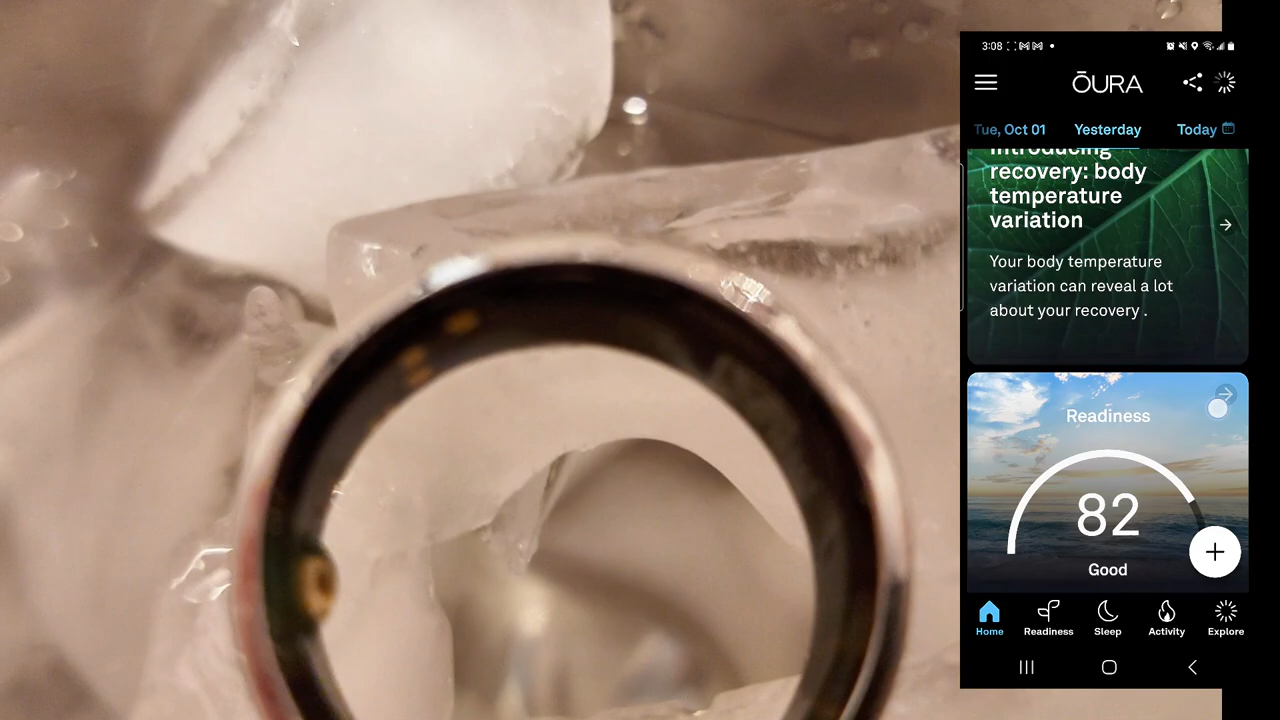 3:08
ŌURA
Tue, Oct 01 Yesterday Today
Introducing
recovery: body
temperature
variation
Your body temperature
variation can reveal a lot
about your recovery .
Readiness
82
Good
Home Readiness Sleep Activity Explore